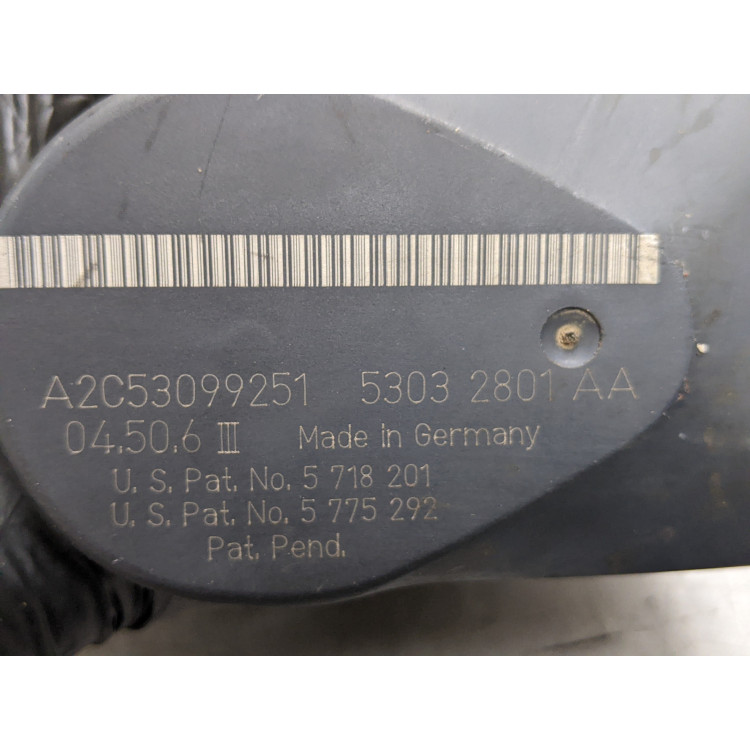 A2C53099251 5303 2801 AA
04.50.6 III Made in Germany
U. S. Pat. No. 5 718 201
U. S. Pat. No. 5 775 292
Pat. Pend.